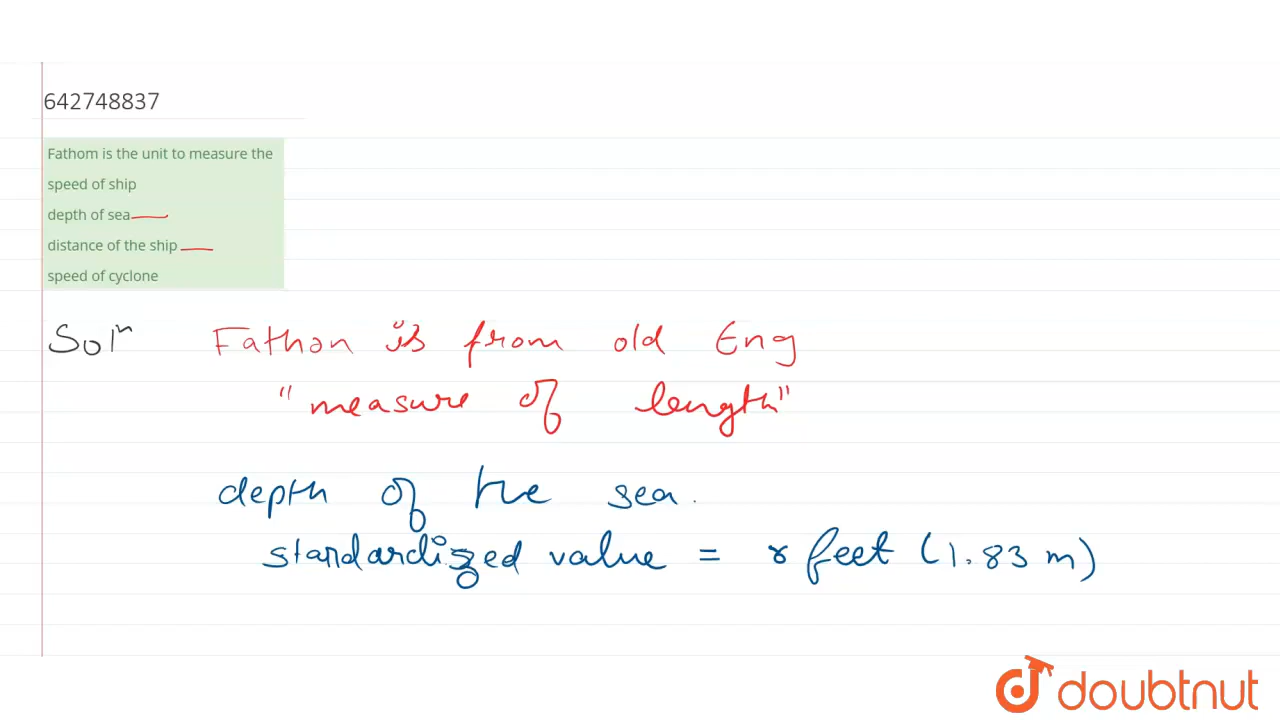 642748837
Fathom is the unit to measure the
speed of ship
depth of sea
distance of the ship
speed of cyclone
Solⁿ Fathon is from old Eng
"measure of length"
depth of the sea.
standardized value = 8 feet (1.83 m)
doubtnut